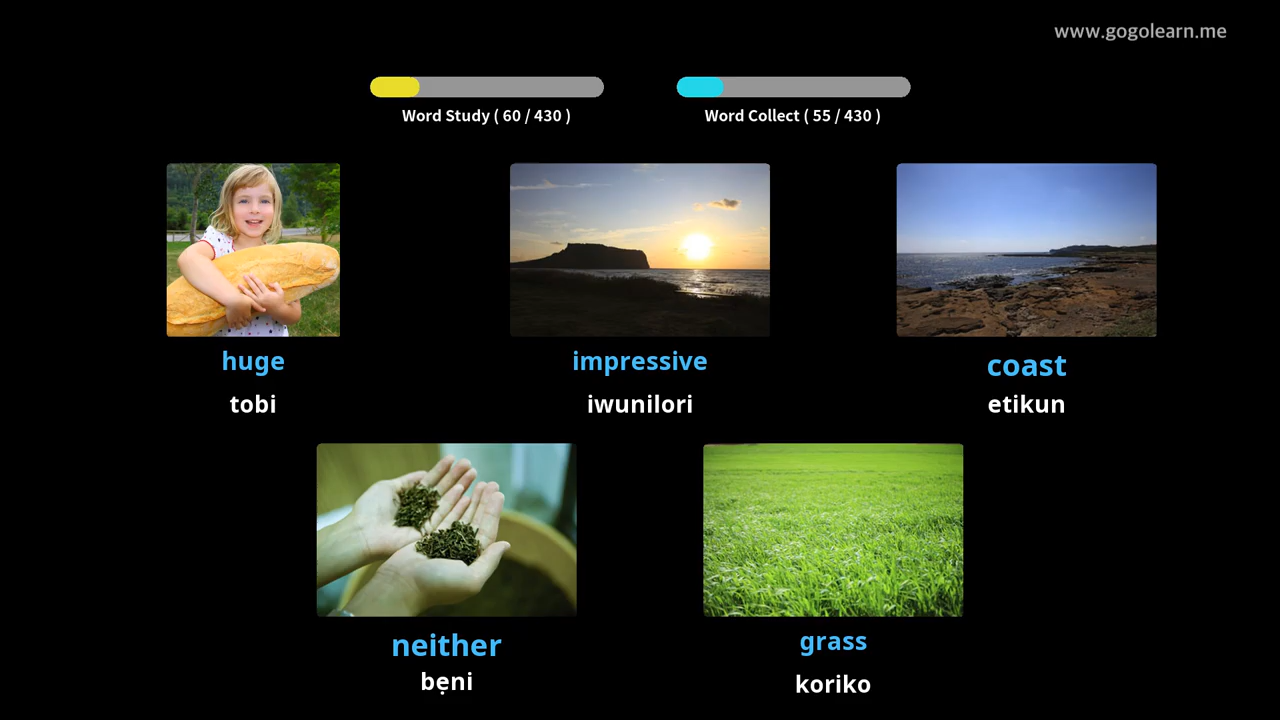 www.gogolearn.me
Word Study ( 60 / 430 )
Word Collect ( 55 / 430 )
huge
tobi
impressive
iwunilori
coast
etikun
neither
bẹni
grass
koriko